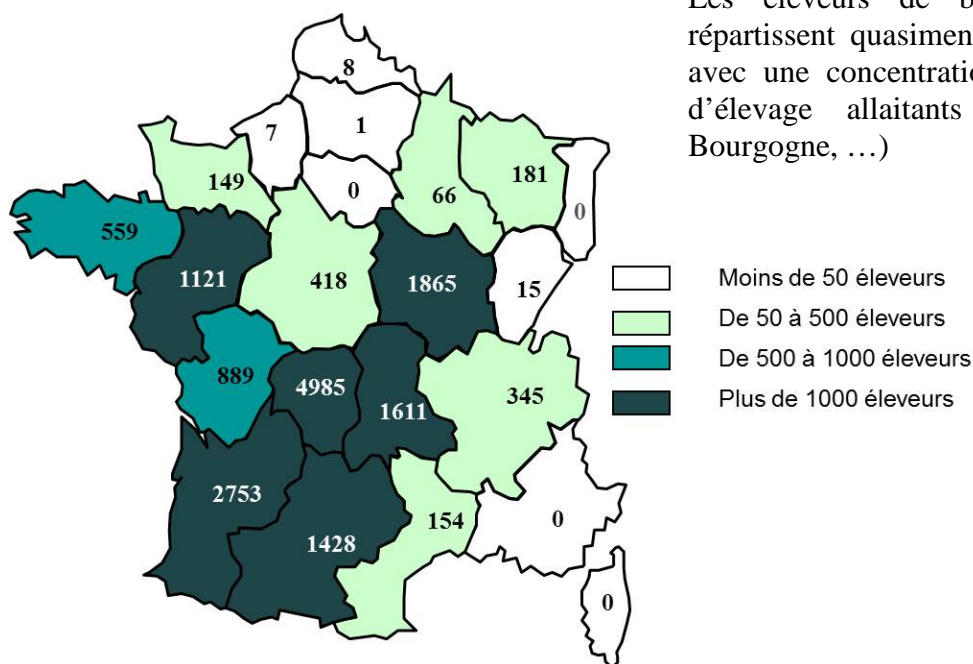 Les éleveurs de b
répartissent quasimen
avec une concentratio
d'élevage allaitants
Bourgogne, …)
8
7
1
149
0
66
181
0
559
1121
418
1865
15
889
4985
1611
345
2753
1428
154
0
0
Moins de 50 éleveurs
De 50 à 500 éleveurs
De 500 à 1000 éleveurs
Plus de 1000 éleveurs